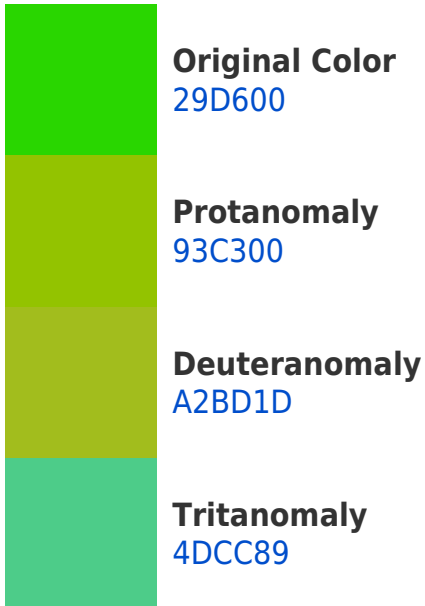 Original Color
29D600
Protanomaly
93C300
Deuteranomaly
A2BD1D
Tritanomaly
4DCC89